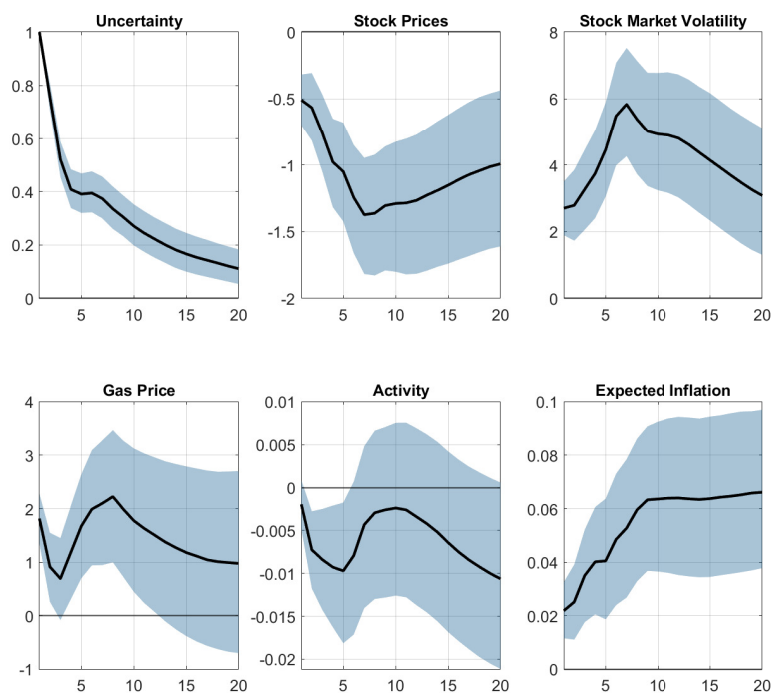 Uncertainty
1
0.8
0.6
0.4
0.2
0
5 10 15 20
Stock Prices
0
-0.5
-1
-1.5
-2
5 10 15 20
Stock Market Volatility
8
6
4
2
0
5 10 15 20
Gas Price
4
3
2
1
0
-1
5 10 15 20
Activity
0.01
0.005
0
-0.005
-0.01
-0.015
-0.02
5 10 15 20
Expected Inflation
0.1
0.08
0.06
0.04
0.02
0
5 10 15 20